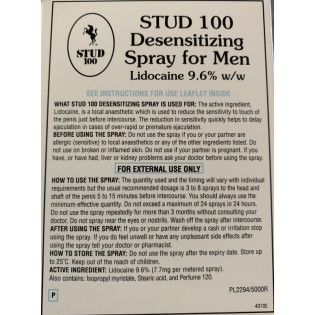 STUD
100
STUD 100
Desensitizing
Spray for Men
Lidocaine 9.6% w/w
SEE INSTRUCTIONS FOR USE LEAFLET INSIDE
WHAT STUD 100 DESENSITIZING SPRAY IS USED FOR: The active ingredient,
Lidocaine, is a local anaesthetic which is used to reduce the sensitivity to touch of
the penis just before intercourse. The reduction in sensitivity quickly helps to delay
ejaculation in cases of over-rapid or premature ejaculation.
BEFORE USING THE SPRAY: Do not use the spray if you or your partner are
allergic (sensitive) to local anaesthetics or any of the other ingredients listed. Do
not use on broken or inflamed skin. Do not use if your partner is pregnant. If you
have, or have had, liver or kidney problems ask your doctor before using the spray.
FOR EXTERNAL USE ONLY
HOW TO USE THE SPRAY: The quantity used and the timing will vary with individual
requirements but the usual recommended dosage is 3 to 8 sprays to the head and
shaft of the penis 5 to 15 minutes before intercourse. You should always use the
minimum effective quantity. Do not exceed a maximum of 24 sprays in 24 hours.
Do not use the spray repeatedly for more than 3 months without consulting your
doctor. Do not spray near the eyes or nostrils. Wash off the spray after intercourse.
AFTER USING THE SPRAY: If you or your partner develop a rash or irritation stop
using the spray. If you do feel unwell or have any unpleasant side effects after
using the spray tell your doctor or pharmacist.
HOW TO STORE THE SPRAY: Do not use the spray after the expiry date. Store up
to 25°C. Keep out of the reach of children.
ACTIVE INGREDIENT: Lidocaine 9.6% (7.7mg per metered spray).
Also contains: Isopropyl myristate, Stearic acid, and Perfume 120.
PL2294/5000R
P
4370E